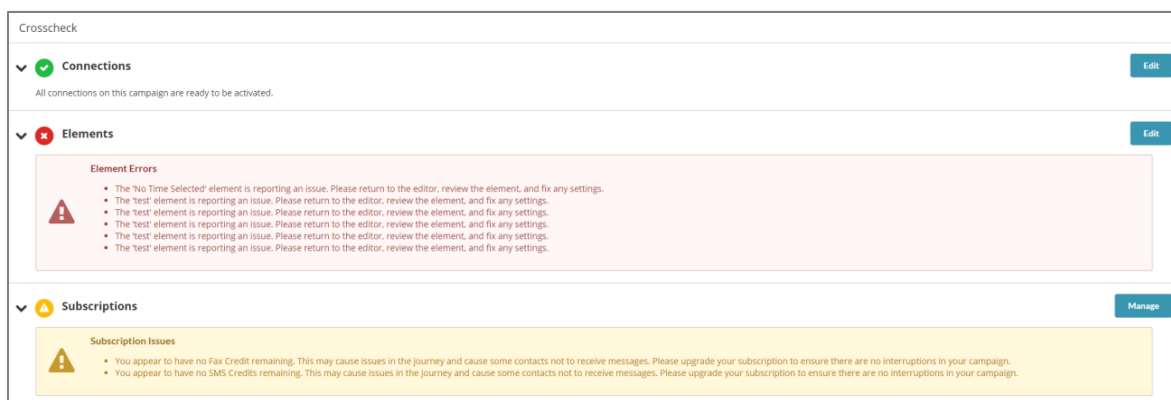 Crosscheck
Connections
Edit
All connections on this campaign are ready to be activated.
Elements
Edit
Element Errors
The 'No Time Selected' element is reporting an issue. Please return to the editor, review the element, and fix any settings.
The 'test' element is reporting an issue. Please return to the editor, review the element, and fix any settings.
The 'test' element is reporting an issue. Please return to the editor, review the element, and fix any settings.
The 'test' element is reporting an issue. Please return to the editor, review the element, and fix any settings.
The 'test' element is reporting an issue. Please return to the editor, review the element, and fix any settings.
The 'test' element is reporting an issue. Please return to the editor, review the element, and fix any settings.
Subscriptions
Manage
Subscription Issues
You appear to have no Fax Credit remaining. This may cause issues in the journey and cause some contacts not to receive messages. Please upgrade your subscription to ensure there are no interruptions in your campaign.
You appear to have no SMS Credits remaining. This may cause issues in the journey and cause some contacts not to receive messages. Please upgrade your subscription to ensure there are no interruptions in your campaign.